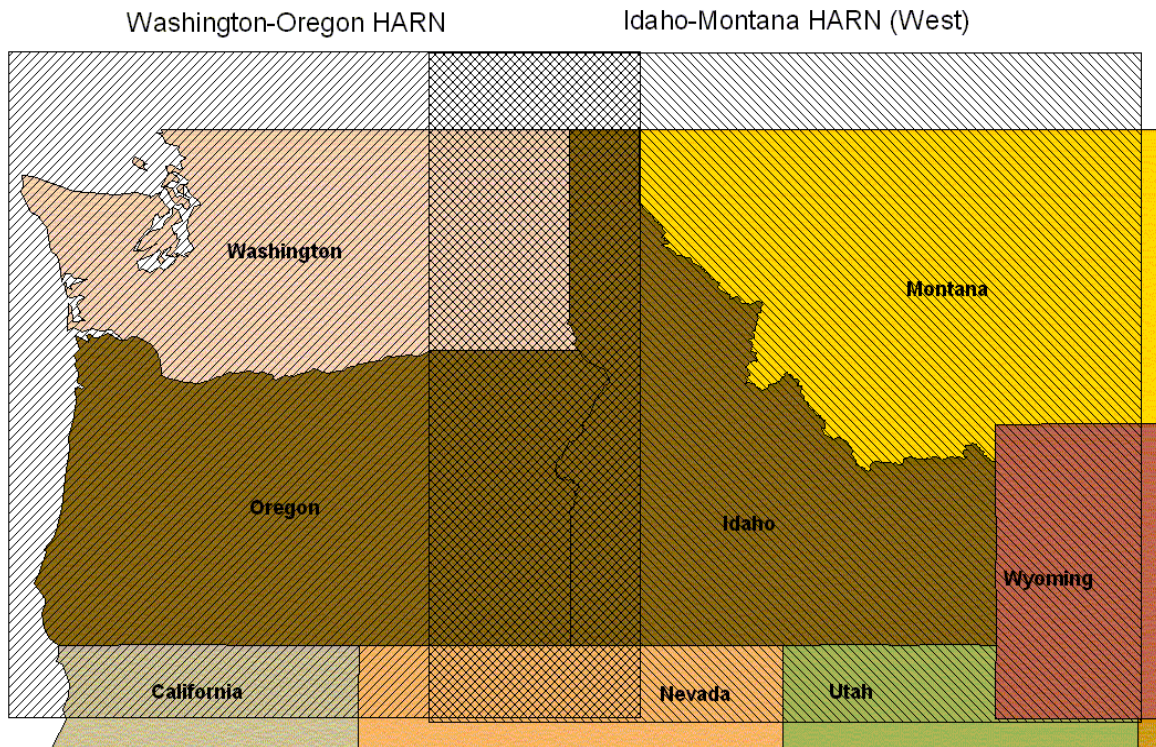 Washington-Oregon HARN
Idaho-Montana HARN (West)
Washington
Montana
Oregon
Idaho
Wyoming
California
Nevada
Utah